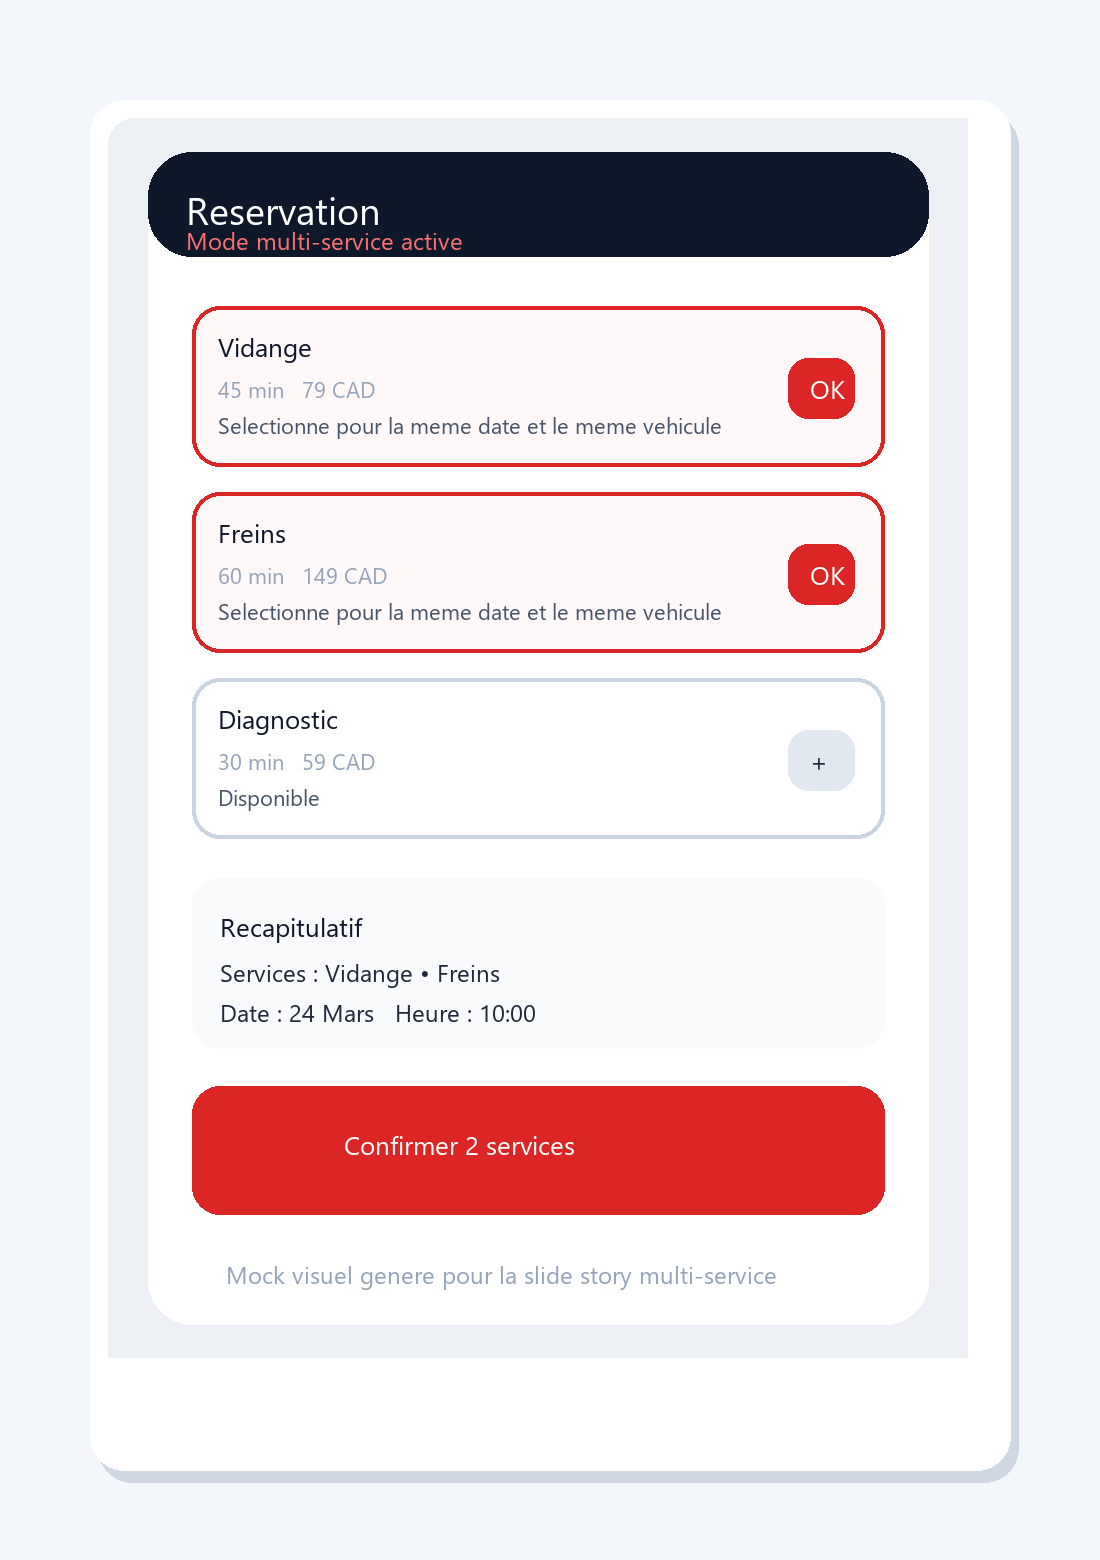 Reservation
Mode multi-service active
Vidange
45 min 79 CAD
Selectionne pour la meme date et le meme vehicule
OK
Freins
60 min 149 CAD
Selectionne pour la meme date et le meme vehicule
OK
Diagnostic
30 min 59 CAD
Disponible
+
Recapitulatif
Services : Vidange • Freins
Date : 24 Mars Heure : 10:00
Confirmer 2 services
Mock visuel genere pour la slide story multi-service